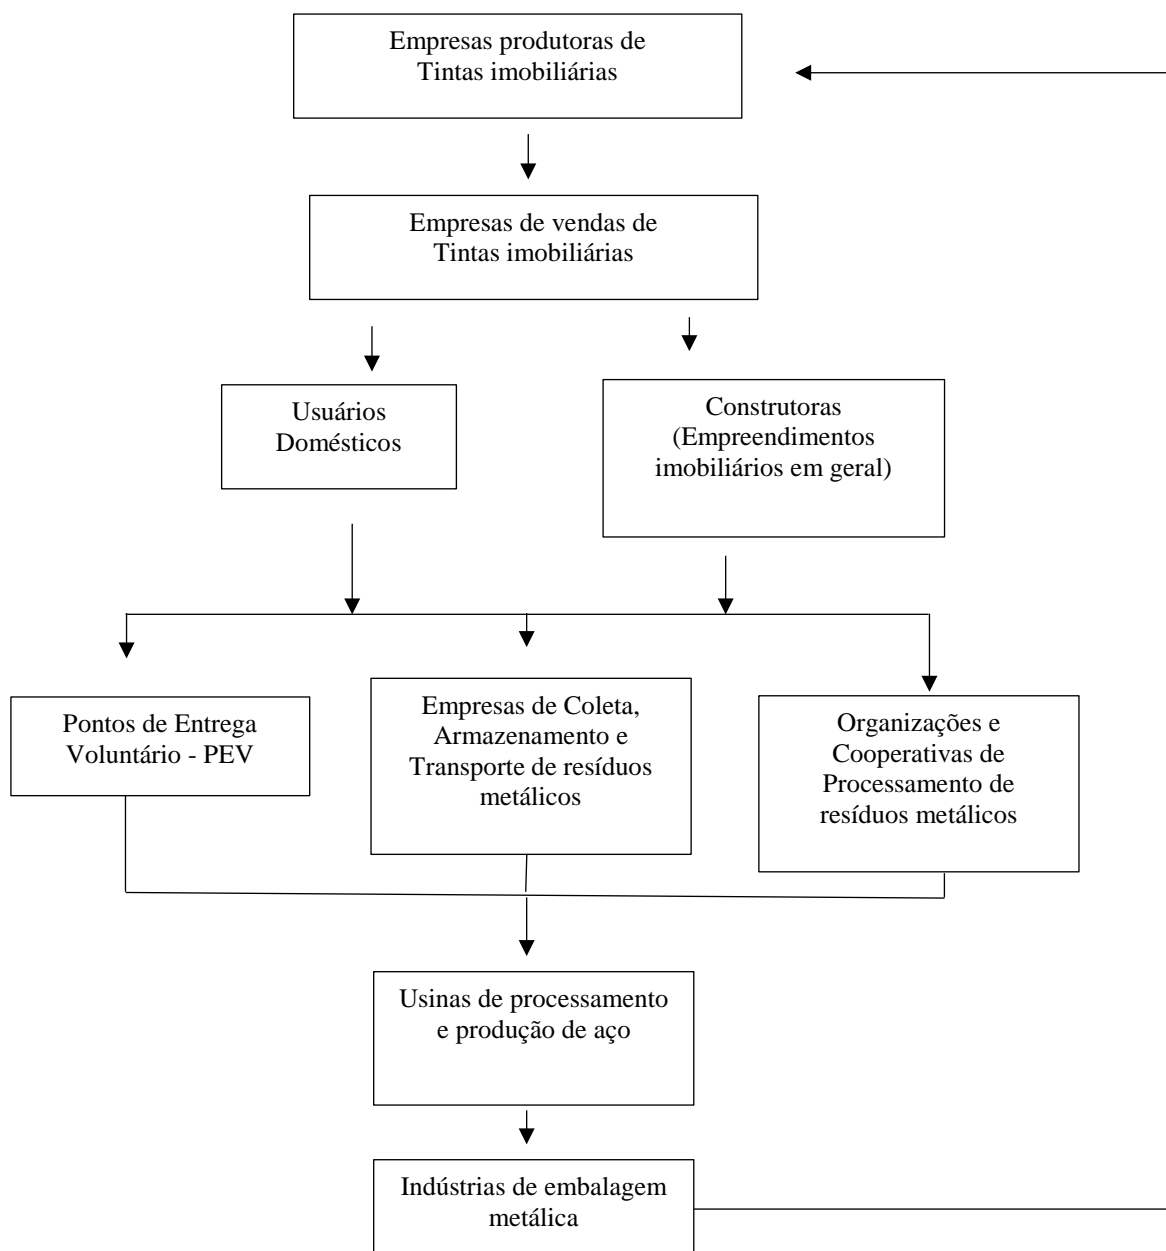 Empresas produtoras de
Tintas imobiliárias
Empresas de vendas de
Tintas imobiliárias
Usuários
Domésticos
Construtoras
(Empreendimentos
imobiliários em geral)
Pontos de Entrega
Voluntário - PEV
Empresas de Coleta,
Armazenamento e
Transporte de resíduos
metálicos
Organizações e
Cooperativas de
Processamento de
resíduos metálicos
Usinas de processamento
e produção de aço
Indústrias de embalagem
metálica